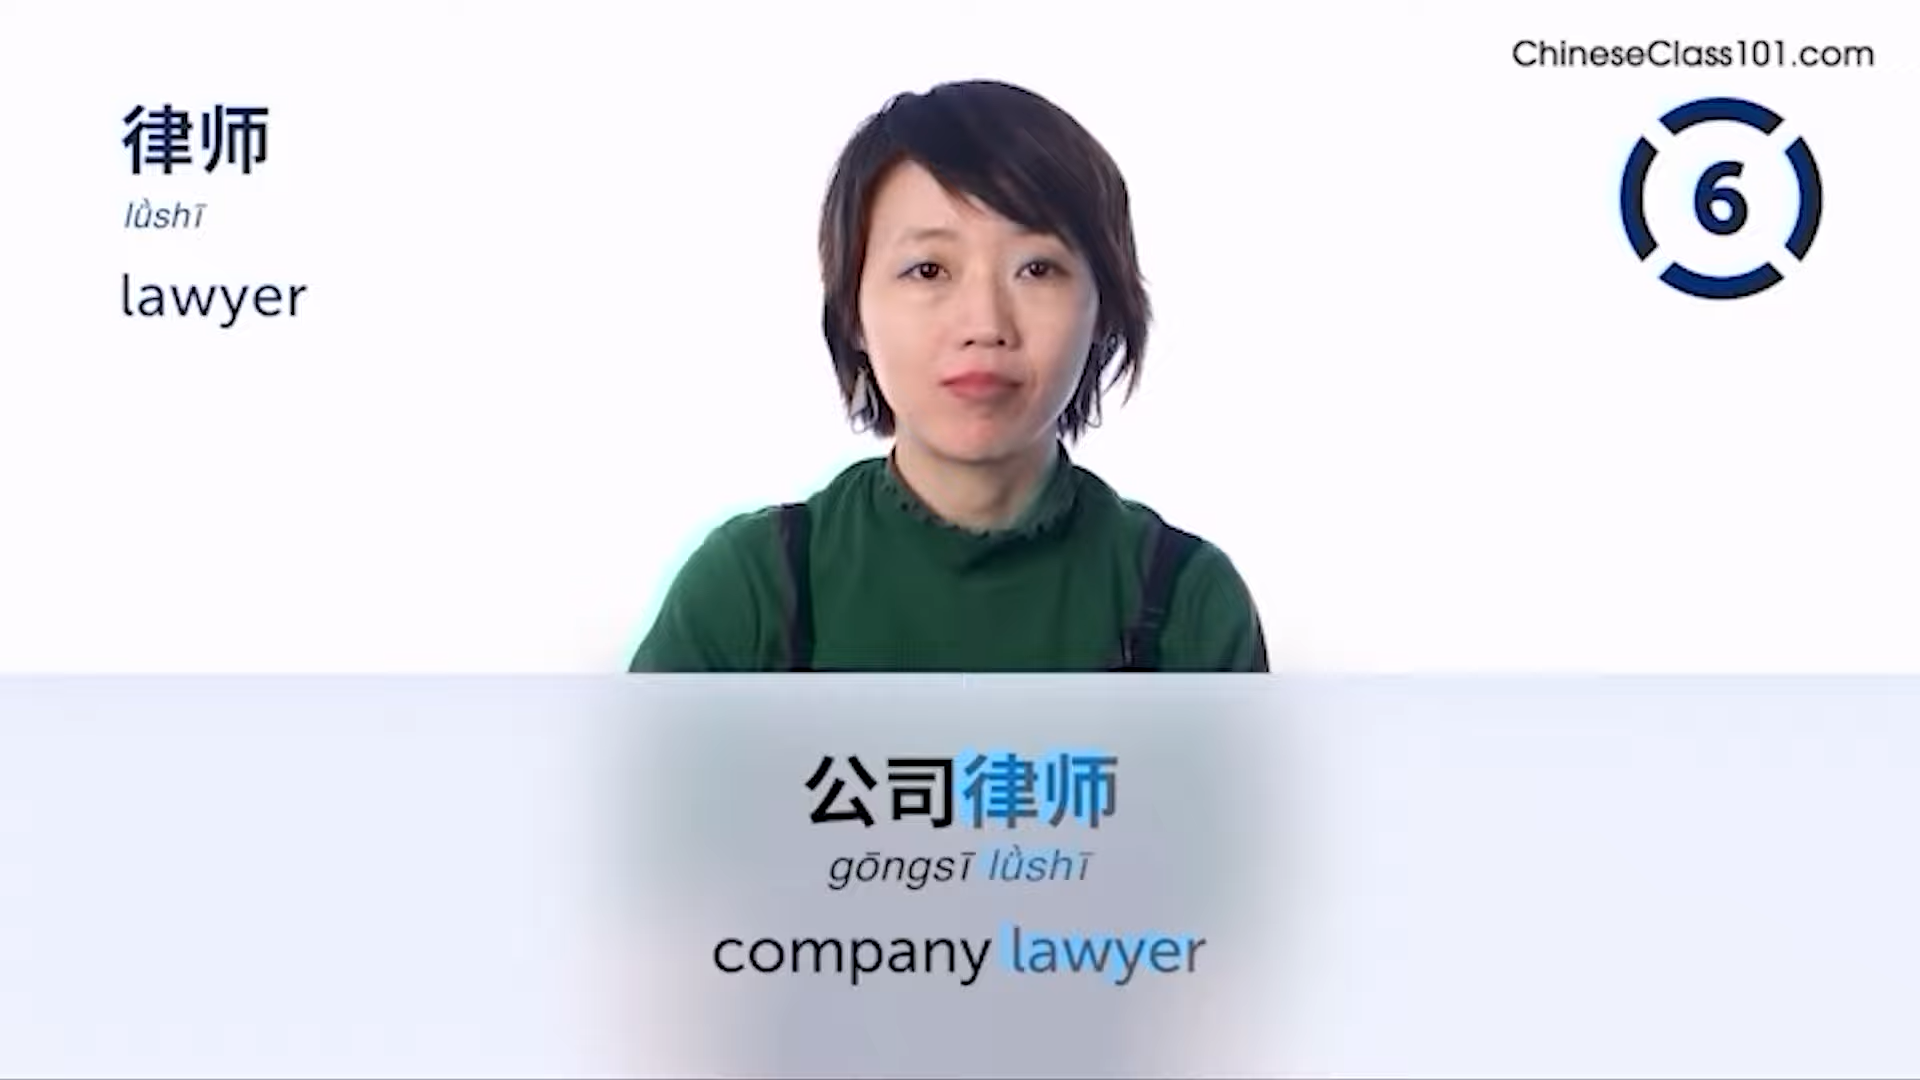 ChineseClass101.com
律师
lǜshī
lawyer
6
公司律师
gōngsī lǜshī
company lawyer